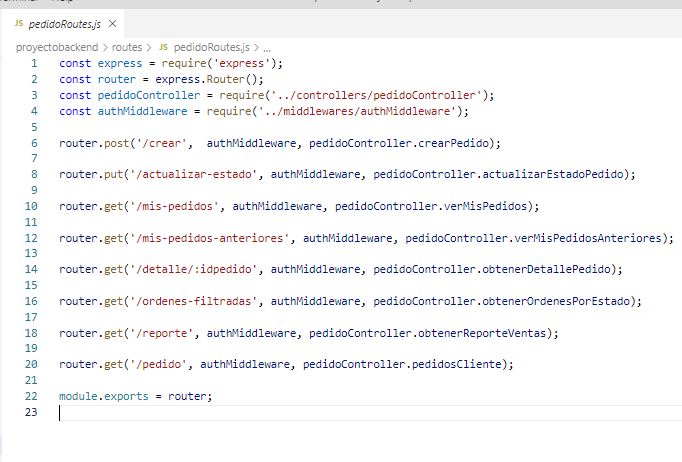 JS pedidoRoutes.js ×
proyectobackend > routes > JS pedidoRoutes.js > ...
1 const express = require('express');
2 const router = express.Router();
3 const pedidoController = require('../controllers/pedidoController');
4 const authMiddleware = require('../middlewares/authMiddleware');
5
6 router.post('/crear',  authMiddleware, pedidoController.crearPedido);
7
8 router.put('/actualizar-estado', authMiddleware, pedidoController.actualizarEstadoPedido);
9
10 router.get('/mis-pedidos', authMiddleware, pedidoController.verMisPedidos);
11
12 router.get('/mis-pedidos-anteriores', authMiddleware, pedidoController.verMisPedidosAnteriores);
13
14 router.get('/detalle/:idpedido', authMiddleware, pedidoController.obtenerDetallePedido);
15
16 router.get('/ordenes-filtradas', authMiddleware, pedidoController.obtenerOrdenesPorEstado);
17
18 router.get('/reporte', authMiddleware, pedidoController.obtenerReporteVentas);
19
20 router.get('/pedido', authMiddleware, pedidoController.pedidosCliente);
21
22 module.exports = router;
23